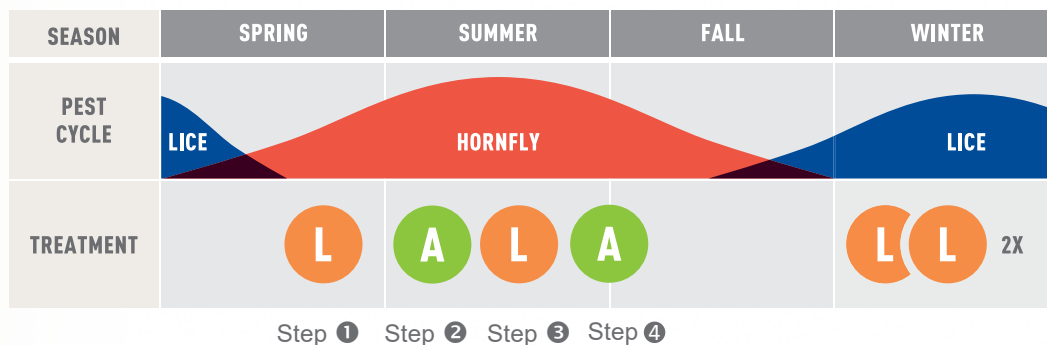 SEASON SPRING SUMMER FALL WINTER
PEST
CYCLE
LICE HORNFLY LICE
TREATMENT L A L A L L 2X
Step ❶ Step ❷ Step ❸ Step ❹